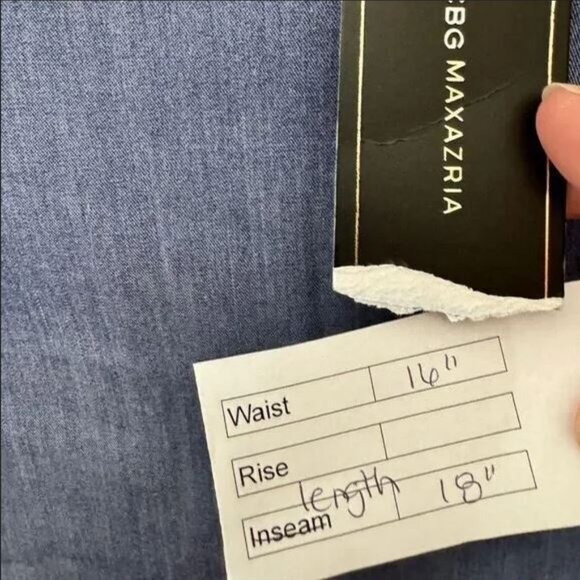 CBG MAXAZRIA
Waist 16"
Rise
length 18"
Inseam